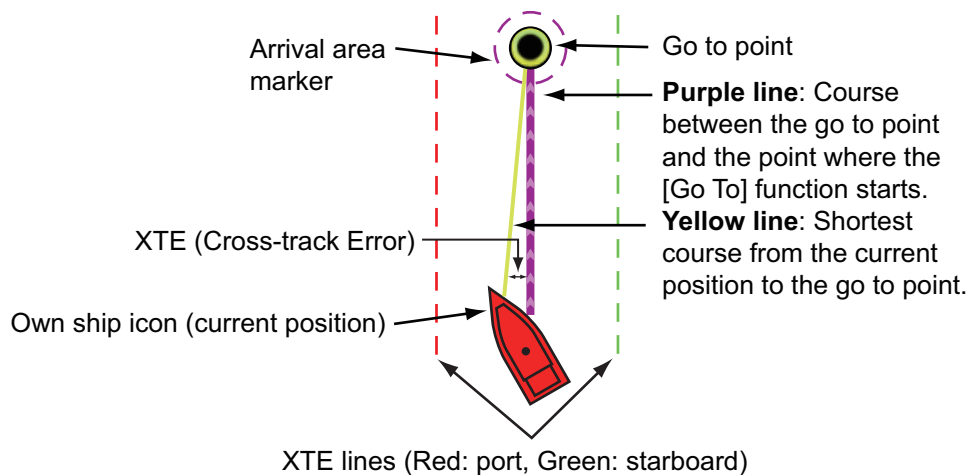 Arrival area
marker
Go to point
Purple line: Course
between the go to point
and the point where the
[Go To] function starts.
Yellow line: Shortest
course from the current
position to the go to point.
XTE (Cross-track Error)
Own ship icon (current position)
XTE lines (Red: port, Green: starboard)